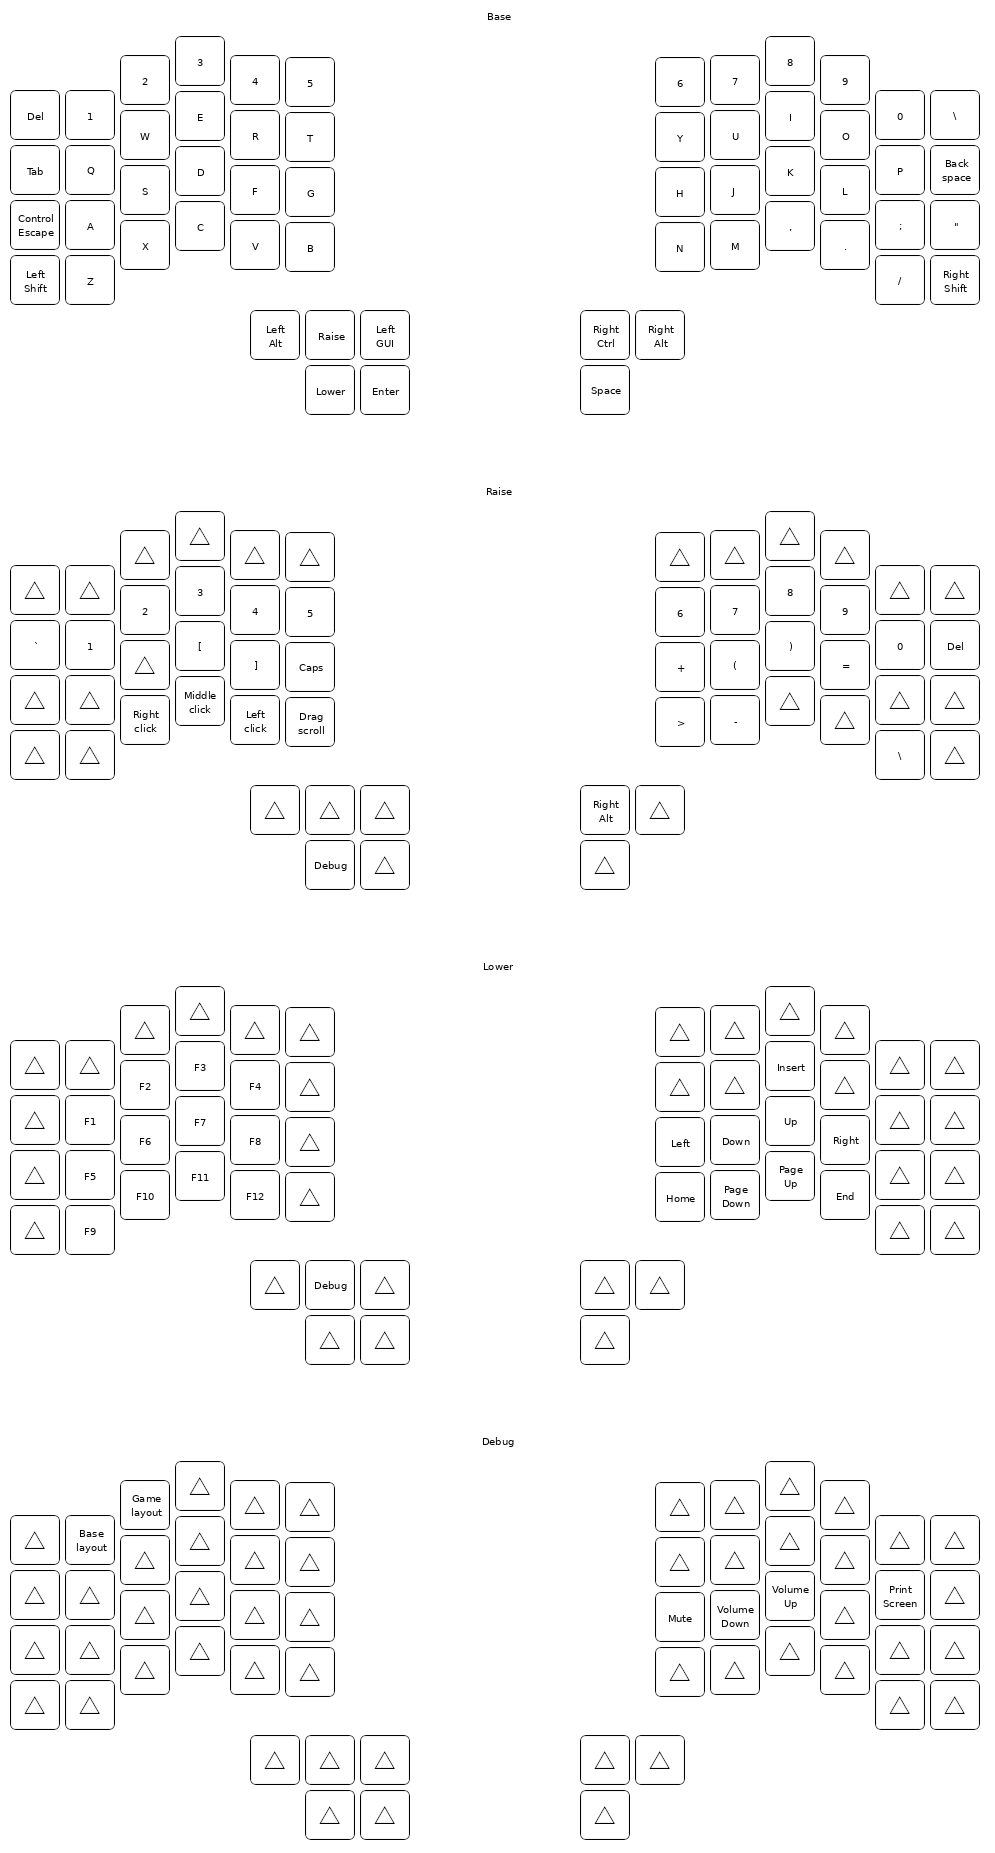 Base
Del 1 2 3 4 5 6 7 8 9 0 \
Tab Q W E R T Y U I O P Back
space
Control
Escape
A S D F G H J K L ; "
Left
Shift
Z X C V B N M , . / Right
Shift
Left
Alt
Raise
Left
GUI
Right
Ctrl
Right
Alt
Lower
Enter
Space
Raise
` 1 2 3 4 5 6 7 8 9 0 Del
[ ] Caps + ( ) =
Right
click
Middle
click
Left
click
Drag
scroll
> - \
Right
Alt
Debug
Lower
F1 F2 F3 F4 Insert
F5 F6 F7 F8 Left Down Up Right
F9 F10 F11 F12 Home Page
Down
Page
Up
End
Debug
Debug
Base
layout
Game
layout
Mute
Volume
Down
Volume
Up
Print
Screen